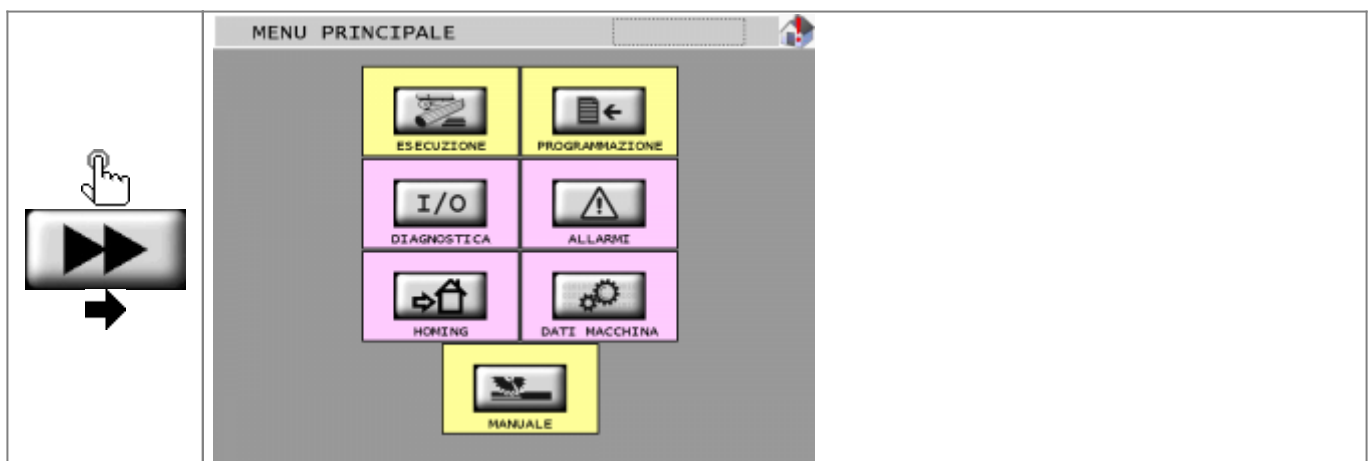 MENU PRINCIPALE
ESECUZIONE PROGRAMMAZIONE
I/O
DIAGNOSTICA ALLARMI
HOMING DATI MACCHINA
MANUALE